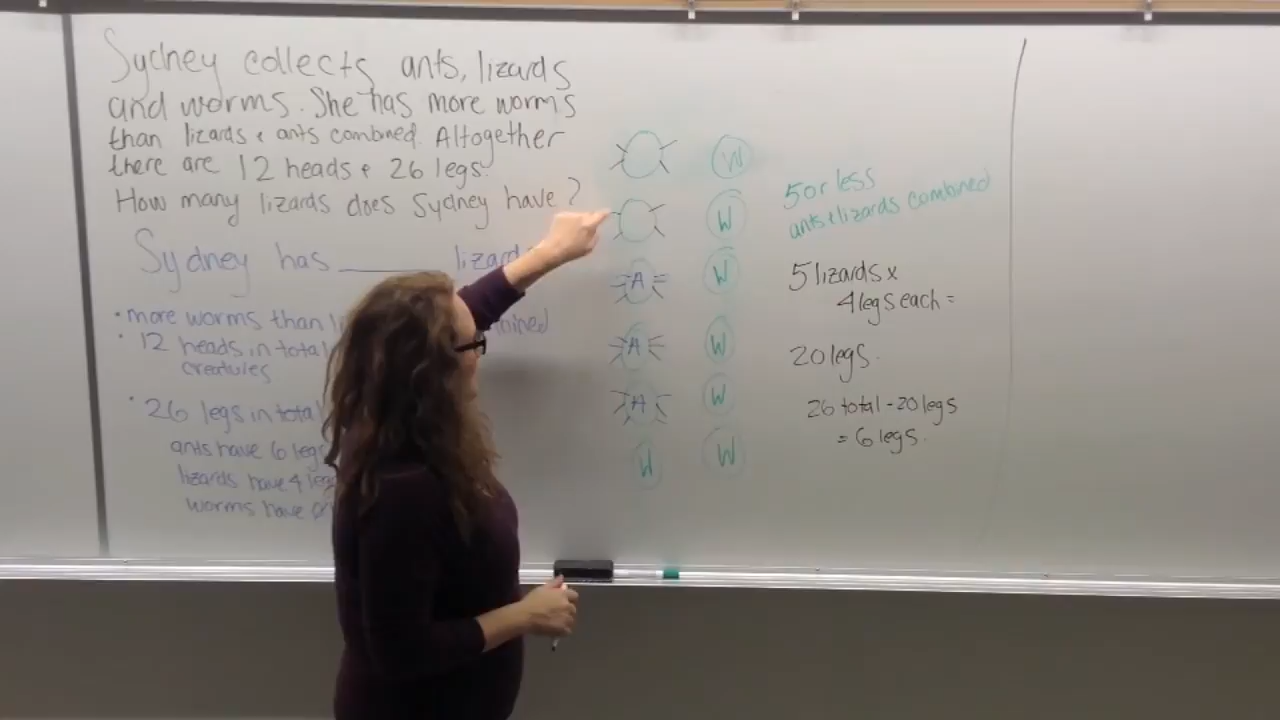 Sydney collects ants, lizards
and worms. She has more worms
than lizards & ants combined. Altogether
there are 12 heads & 26 legs.
How many lizards does Sydney have?
Sydney has ______ lizards
• more worms than
• 12 heads in total
creatures
• 26 legs in total
ants have 6 legs
lizards have 4 legs
worms have
W
W
A W
A W
A W
W W
5 or less
ants & lizards combined
5 lizards x
4 legs each =
20 legs.
26 total - 20 legs
= 6 legs.